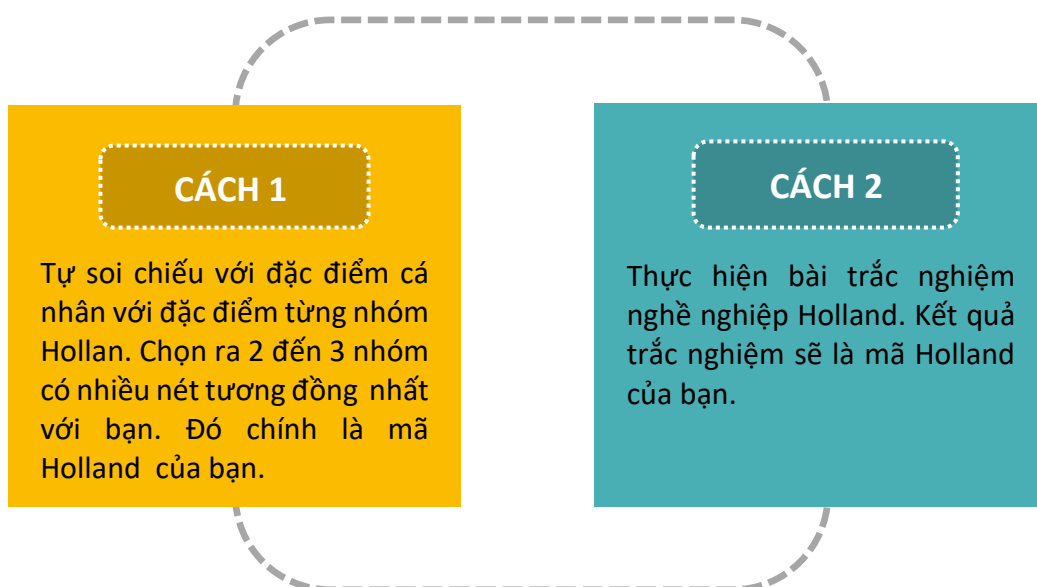 CÁCH 1
Tự soi chiếu với đặc điểm cá
nhân với đặc điểm từng nhóm
Hollan. Chọn ra 2 đến 3 nhóm
có nhiều nét tương đồng nhất
với bạn. Đó chính là mã
Holland của bạn.
CÁCH 2
Thực hiện bài trắc nghiệm
nghề nghiệp Holland. Kết quả
trắc nghiệm sẽ là mã Holland
của bạn.